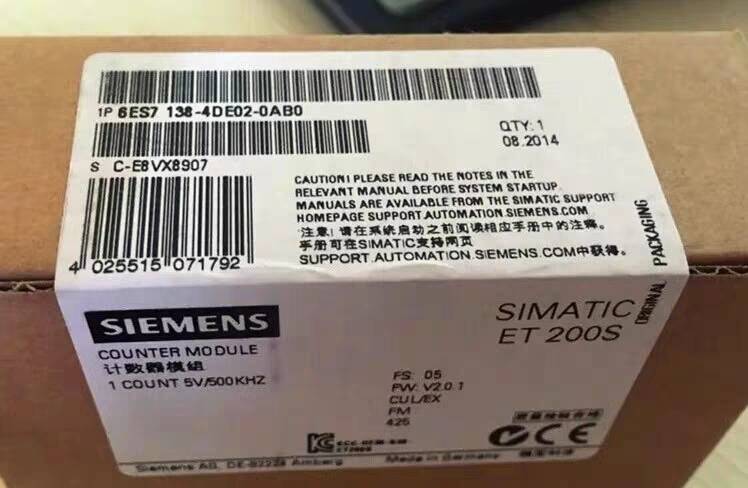 1P 6ES7 138-4DE02-0AB0
QTY: 1
08.2014
S C-E8VX8907
CAUTION! PLEASE READ THE NOTES IN THE
RELEVANT MANUAL BEFORE SYSTEM STARTUP.
MANUALS ARE AVAILABLE FROM THE SIMATIC SUPPORT
HOMEPAGE SUPPORT.AUTOMATION.SIEMENS.COM
注意! 请在系统启动之前阅读相应手册中的注释。
手册可在SIMATIC支持网页
SUPPORT.AUTOMATION.SIEMENS.COM中获得。
4 025515 071792
ORIGINAL PACKAGING
SIEMENS
SIMATIC
ET 200S
COUNTER MODULE
计数器模组
1 COUNT 5V/500KHZ
FS: 05
FW: V2.0.1
CUL/EX
FM
425
CE
Siemens AG, DE-92224 Amberg
Made in Germany